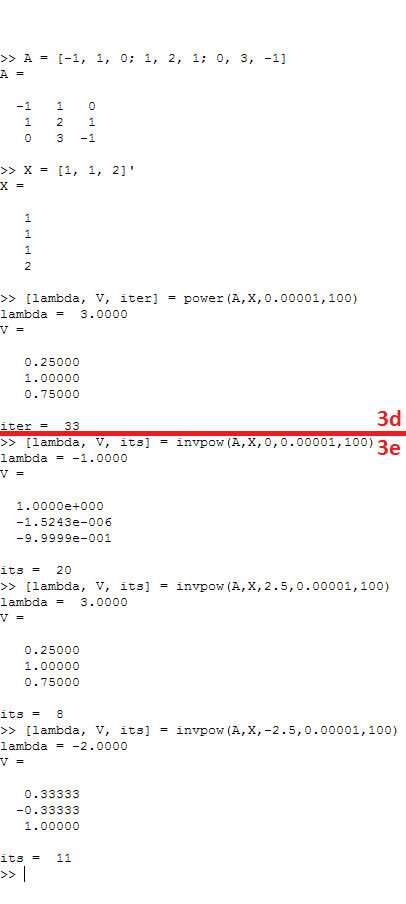 >> A = [-1, 1, 0; 1, 2, 1; 0, 3, -1]
A =
-1 1 0
1 2 1
0 3 -1
>> X = [1, 1, 2]'
X =
1
1
1
2
>> [lambda, V, iter] = power(A,X,0.00001,100)
lambda = 3.0000
V =
0.25000
1.00000
0.75000
iter = 33
3d
>> [lambda, V, its] = invpow(A,X,0,0.00001,100)
3e
lambda = -1.0000
V =
1.0000e+000
-1.5243e-006
-9.9999e-001
its = 20
>> [lambda, V, its] = invpow(A,X,2.5,0.00001,100)
lambda = 3.0000
V =
0.25000
1.00000
0.75000
its = 8
>> [lambda, V, its] = invpow(A,X,-2.5,0.00001,100)
lambda = -2.0000
V =
0.33333
-0.33333
1.00000
its = 11
>>